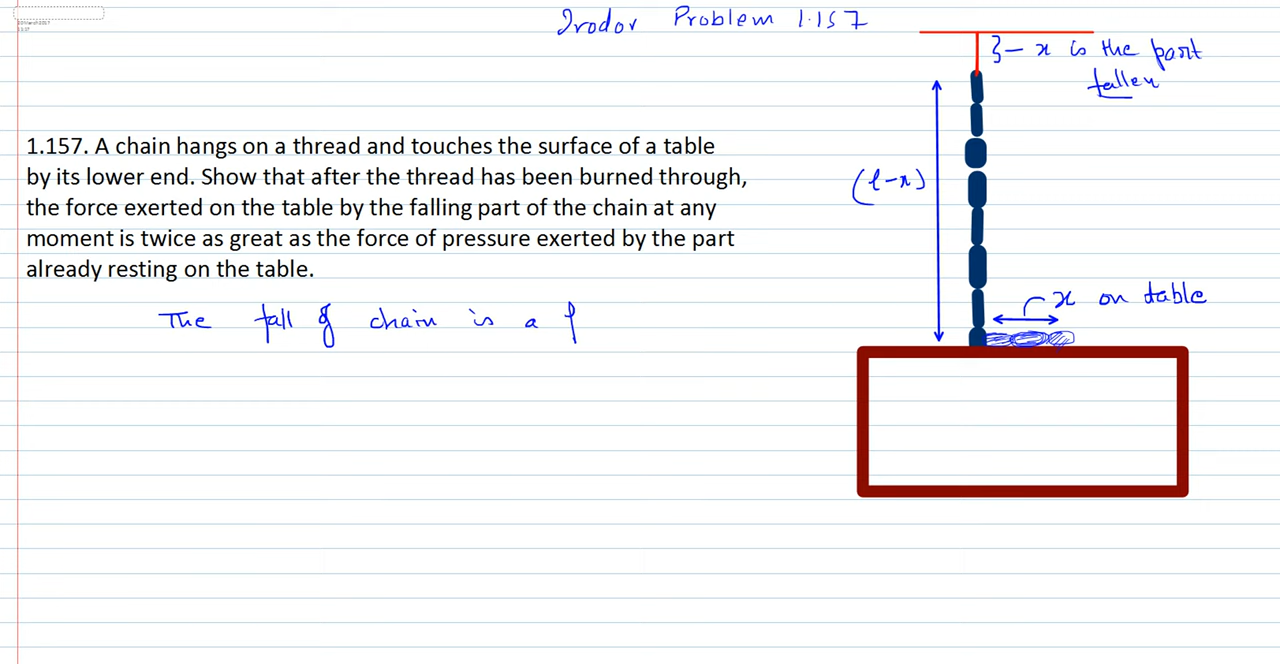 Irodov Problem 1.157
}– x is the part
fallen
1.157. A chain hangs on a thread and touches the surface of a table
by its lower end. Show that after the thread has been burned through,
the force exerted on the table by the falling part of the chain at any
moment is twice as great as the force of pressure exerted by the part
already resting on the table.
(l-x)
x on table
The fall of chain is a f